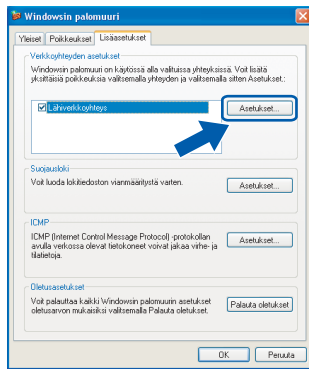 Windowsin palomuuri
Yleiset Poikkeukset Lisäasetukset
Verkkoyhteyden asetukset
Windowsin palomuuri on käytössä alla valituissa yhteyksissä. Voit lisätä
yksittäisiä poikkeuksia valitsemalla yhteyden ja valitsemalla sitten Asetukset,:
Lähiverkkoyhteys
Asetukset...
Suojausloki
Voit luoda lokitiedoston vianmääritystä varten.
Asetukset...
ICMP
ICMP (Internet Control Message Protocol) -protokollan
avulla verkossa olevat tietokoneet voivat jakaa virhe- ja
tilatietoja.
Asetukset...
Oletusasetukset
Voit palauttaa kaikki Windowsin palomuurin asetukset
oletusarvon mukaisiksi valitsemalla Palauta oletukset.
Palauta oletukset
OK Peruuta